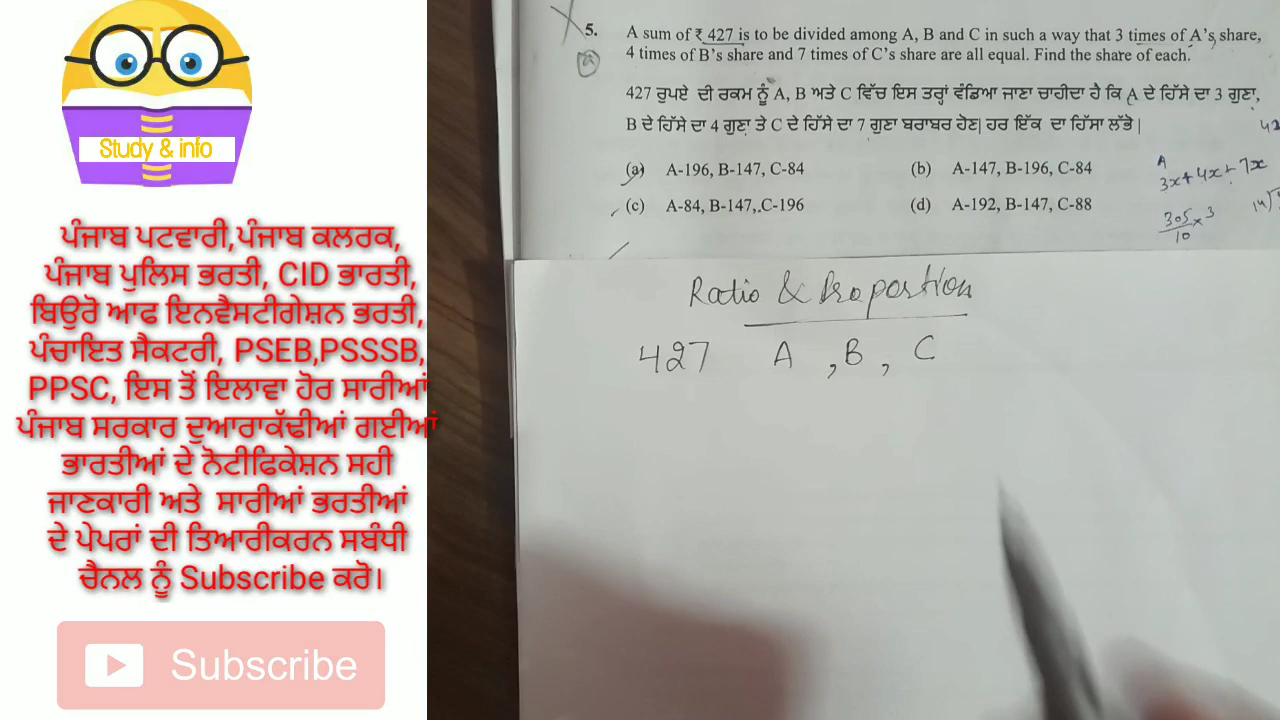 Study & info
ਪੰਜਾਬ ਪਟਵਾਰੀ,ਪੰਜਾਬ ਕਲਰਕ,
ਪੰਜਾਬ ਪੁਲਿਸ ਭਰਤੀ, CID ਭਾਰਤੀ,
ਬਿਉਰੋ ਆਫ ਇਨਵੈਸਟੀਗੇਸ਼ਨ ਭਰਤੀ,
ਪੰਚਾਇਤ ਸੈਕਟਰੀ, PSEB,PSSSB,
PPSC, ਇਸ ਤੋਂ ਇਲਾਵਾ ਹੋਰ ਸਾਰੀਆਂ
ਪੰਜਾਬ ਸਰਕਾਰ ਦੁਆਰਾਕੱਢੀਆਂ ਗਈਆਂ
ਭਾਰਤੀਆਂ ਦੇ ਨੋਟੀਫਿਕੇਸ਼ਨ ਸਹੀ
ਜਾਣਕਾਰੀ ਅਤੇ ਸਾਰੀਆਂ ਭਰਤੀਆਂ
ਦੇ ਪੇਪਰਾਂ ਦੀ ਤਿਆਰੀਕਰਨ ਸਬੰਧੀ
ਚੈਨਲ ਨੂੰ Subscribe ਕਰੋ।
Subscribe
5. A sum of ₹ 427 is to be divided among A, B and C in such a way that 3 times of A's share,
4 times of B's share and 7 times of C's share are all equal. Find the share of each.
427 ਰੁਪਏ ਦੀ ਰਕਮ ਨੂੰ A, B ਅਤੇ C ਵਿੱਚ ਇਸ ਤਰ੍ਹਾਂ ਵੰਡਿਆ ਜਾਣਾ ਚਾਹੀਦਾ ਹੈ ਕਿ A ਦੇ ਹਿੱਸੇ ਦਾ 3 ਗੁਣਾ,
B ਦੇ ਹਿੱਸੇ ਦਾ 4 ਗੁਣਾ ਤੇ C ਦੇ ਹਿੱਸੇ ਦਾ 7 ਗੁਣਾ ਬਰਾਬਰ ਹੋਣ। ਹਰ ਇੱਕ ਦਾ ਹਿੱਸਾ ਲੱਭੋ।
(a) A-196, B-147, C-84 (b) A-147, B-196, C-84
(c) A-84, B-147, C-196 (d) A-192, B-147, C-88
A
3x+4x+7x
305/10 × 3
Ratio & Proportion
427 A , B , C